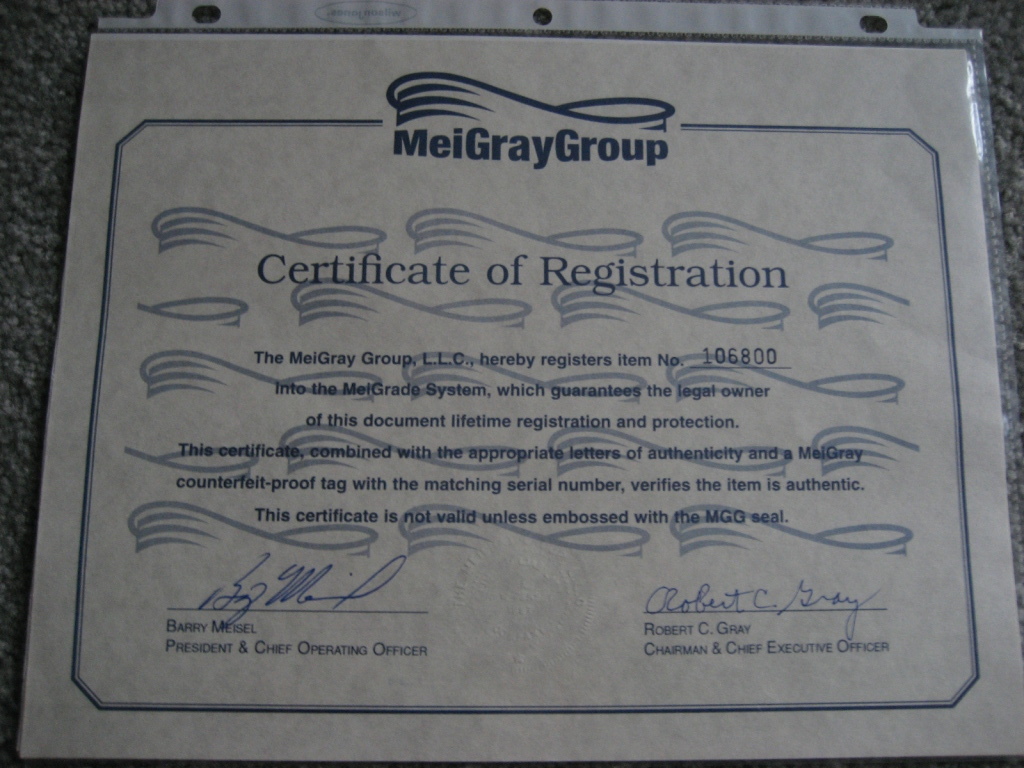 MeiGrayGroup
Certificate of Registration
The MeiGray Group, L.L.C., hereby registers item No. 106800
into the MeiGrade System, which guarantees the legal owner
of this document lifetime registration and protection.
This certificate, combined with the appropriate letters of authenticity and a MeiGray
counterfeit-proof tag with the matching serial number, verifies the item is authentic.
This certificate is not valid unless embossed with the MGG seal.
Robert C. Gray
BARRY MEISEL
PRESIDENT & CHIEF OPERATING OFFICER
ROBERT C. GRAY
CHAIRMAN & CHIEF EXECUTIVE OFFICER